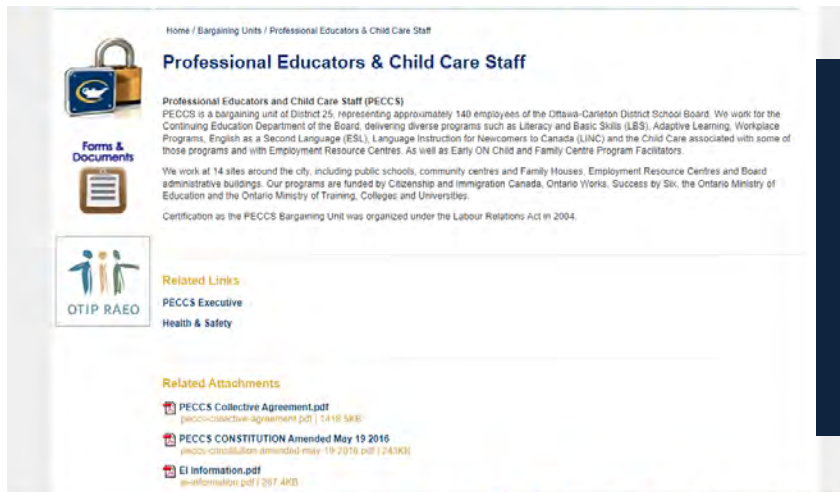 Home / Bargaining Units / Professional Educators & Child Care Staff
Professional Educators & Child Care Staff
Professional Educators and Child Care Staff (PECCS)
PECCS is a bargaining unit of District 25, representing approximately 140 employees of the Ottawa-Carleton District School Board. We work for the
Continuing Education Department of the Board, delivering diverse programs such as Literacy and Basic Skills (LBS), Adaptive Learning, Workplace
Programs, English as a Second Language (ESL), Language Instruction for Newcomers to Canada (LINC) and the Child Care associated with some of
those programs and with Employment Resource Centres. As well as Early ON Child and Family Centre Program Facilitators.
Forms &
Documents
We work at 14 sites around the city, including public schools, community centres and Family Houses, Employment Resource Centres and Board
administrative buildings. Our programs are funded by Citizenship and Immigration Canada, Ontario Works, Success by Six, the Ontario Ministry of
Education and the Ontario Ministry of Training, Colleges and Universities.
Certification as the PECCS Bargaining Unit was organized under the Labour Relations Act in 2004.
OTIP RAEO
Related Links
PECCS Executive
Health & Safety
Related Attachments
PECCS Collective Agreement.pdf
peccs-collective-agreement.pdf | 1418.5KB
PECCS CONSTITUTION Amended May 19 2016
peccs-constitution-amended-may-19-2016.pdf | 243KB
EI Information.pdf
ei-information.pdf | 267.4KB